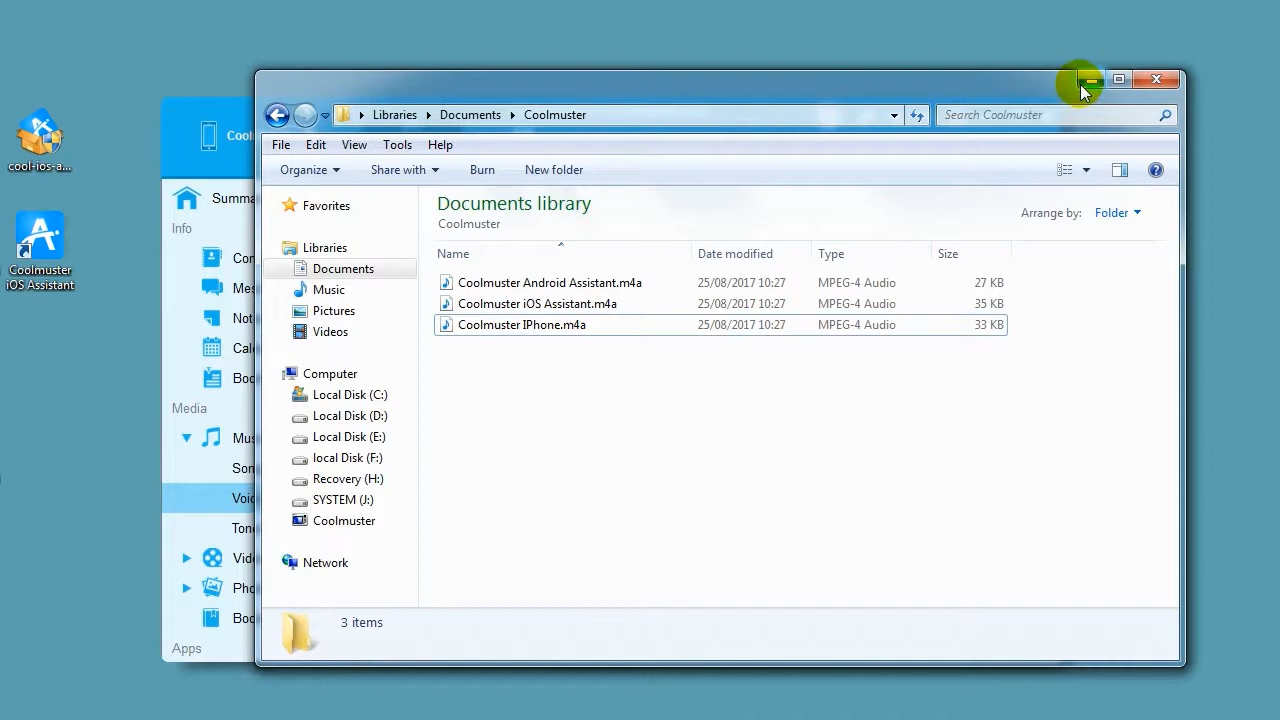 Libraries Documents Coolmuster
Search Coolmuster
File Edit View Tools Help
Organize Share with Burn New folder
Documents library
Coolmuster
Arrange by: Folder
Name Date modified Type Size
Coolmuster Android Assistant.m4a 25/08/2017 10:27 MPEG-4 Audio 27 KB
Coolmuster iOS Assistant.m4a 25/08/2017 10:27 MPEG-4 Audio 35 KB
Coolmuster IPhone.m4a 25/08/2017 10:27 MPEG-4 Audio 33 KB
Favorites
Libraries
Documents
Music
Pictures
Videos
Computer
Local Disk (C:)
Local Disk (D:)
Local Disk (E:)
local Disk (F:)
Recovery (H:)
SYSTEM (J:)
Coolmuster
Network
3 items
cool-ios-a...
Coolmuster
iOS Assistant
Cool
Summa
Info
Con
Mes
Not
Cale
Boo
Media
Mus
Son
Voic
Ton
Vide
Pho
Boo
Apps